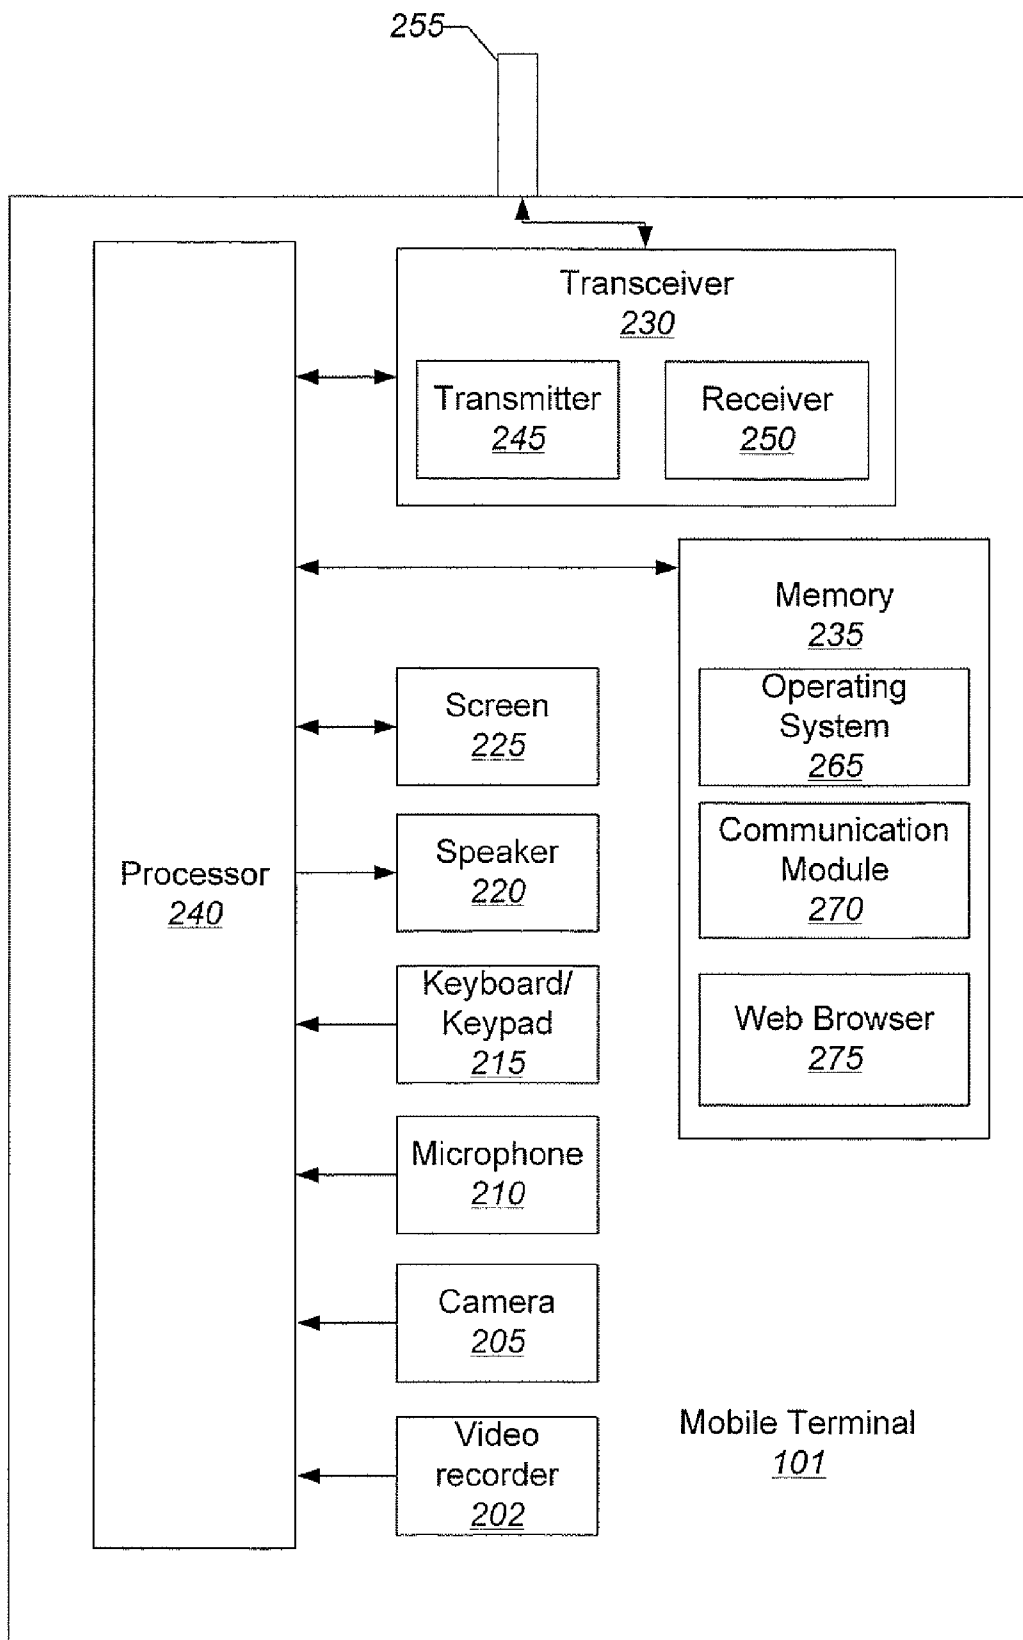 255
Transceiver
230
Transmitter
245
Receiver
250
Memory
235
Operating
System
265
Communication
Module
270
Web Browser
275
Screen
225
Speaker
220
Processor
240
Keyboard/
Keypad
215
Microphone
210
Camera
205
Video
recorder
202
Mobile Terminal
101